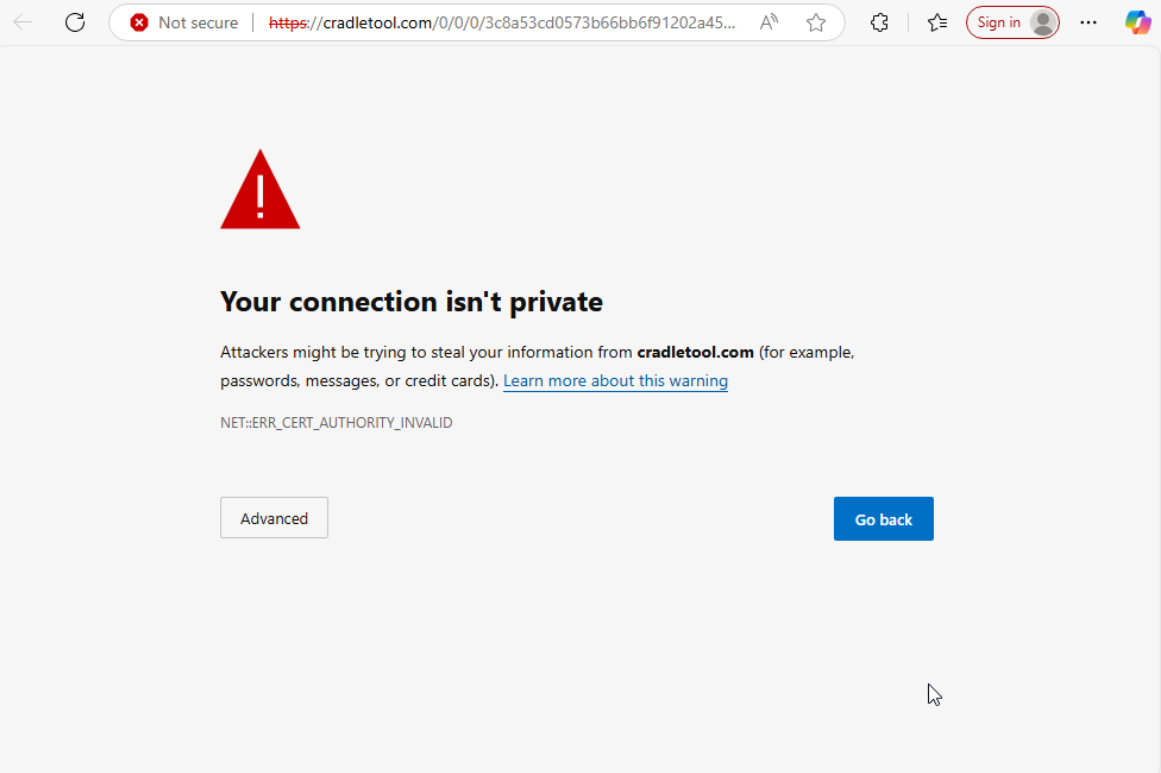 Not secure https://cradletool.com/0/0/0/3c8a53cd0573b66bb6f91202a45... A Sign in
Your connection isn't private
Attackers might be trying to steal your information from cradletool.com (for example,
passwords, messages, or credit cards). Learn more about this warning
NET::ERR_CERT_AUTHORITY_INVALID
Advanced Go back